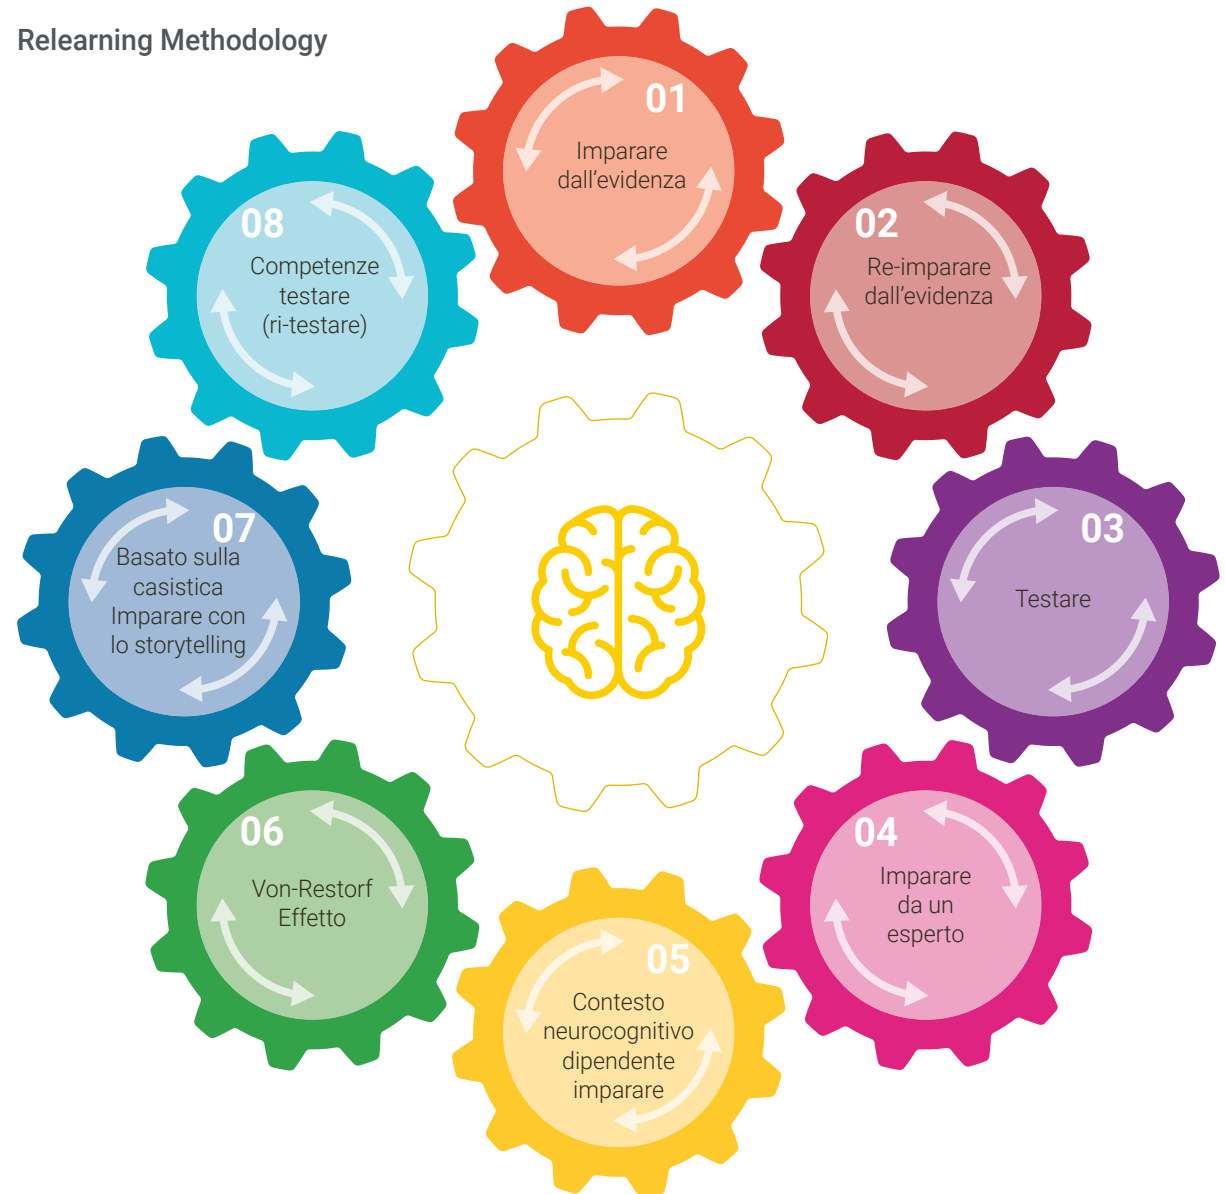 Relearning Methodology
01
Imparare
dall'evidenza
02
Re-imparare
dall'evidenza
03
Testare
04
Imparare
da un
esperto
05
Contesto
neurocognitivo
dipendente
imparare
06
Von-Restorf
Effetto
07
Basato sulla
casistica
Imparare con
lo storytelling
08
Competenze
testare
(ri-testare)